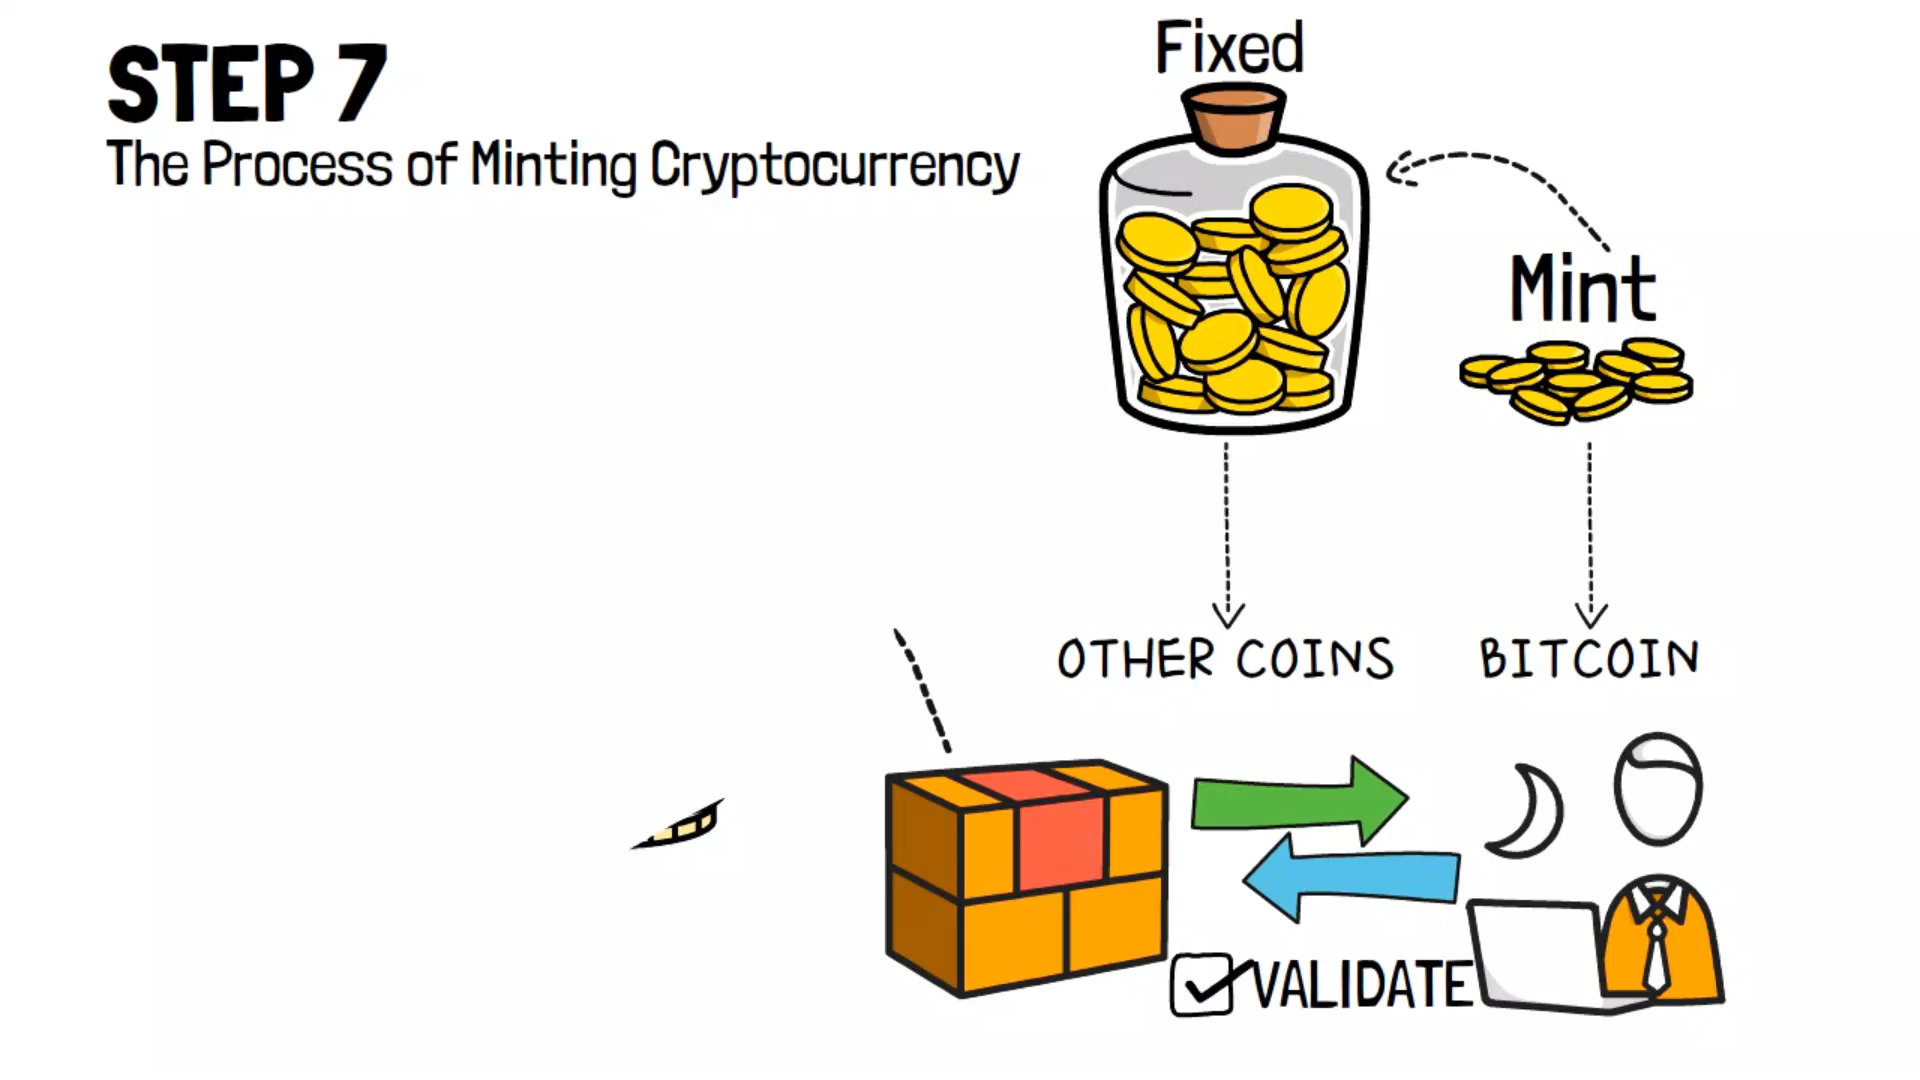 STEP 7
The Process of Minting Cryptocurrency
Fixed
Mint
OTHER COINS
BITCOIN
VALIDATE